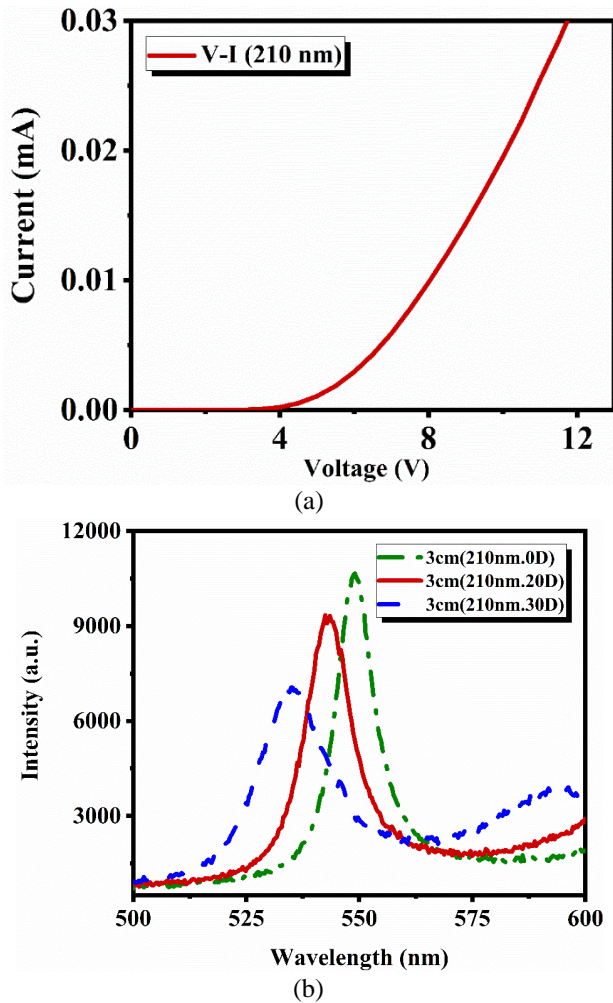 0.03
V-I (210 nm)
0.02
0.01
0.00
Current (mA)
0 4 8 12
Voltage (V)
(a)
12000
3cm(210nm.0D)
3cm(210nm.20D)
3cm(210nm.30D)
9000
6000
3000
Intensity (a.u.)
500 525 550 575 600
Wavelength (nm)
(b)